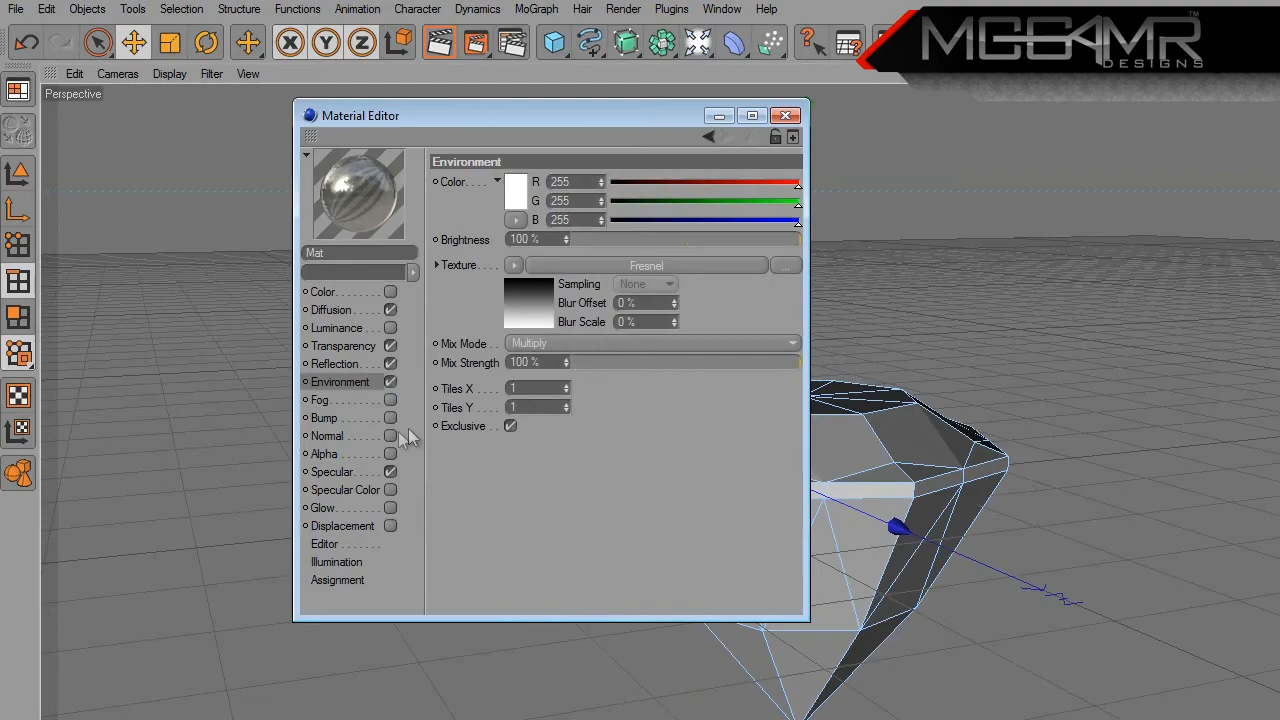 File Edit Objects Tools Selection Structure Functions Animation Character Dynamics MoGraph Hair Render Plugins Window Help
X Y Z
MGG4MR™
DESIGNS
Edit Cameras Display Filter View
Perspective
Material Editor
Mat
Color
Diffusion
Luminance
Transparency
Reflection
Environment
Fog
Bump
Normal
Alpha
Specular
Specular Color
Glow
Displacement
Editor
Illumination
Assignment
Environment
Color R 255
G 255
B 255
Brightness 100 %
Texture Fresnel ...
Sampling None
Blur Offset 0 %
Blur Scale 0 %
Mix Mode Multiply
Mix Strength 100 %
Tiles X 1
Tiles Y 1
Exclusive